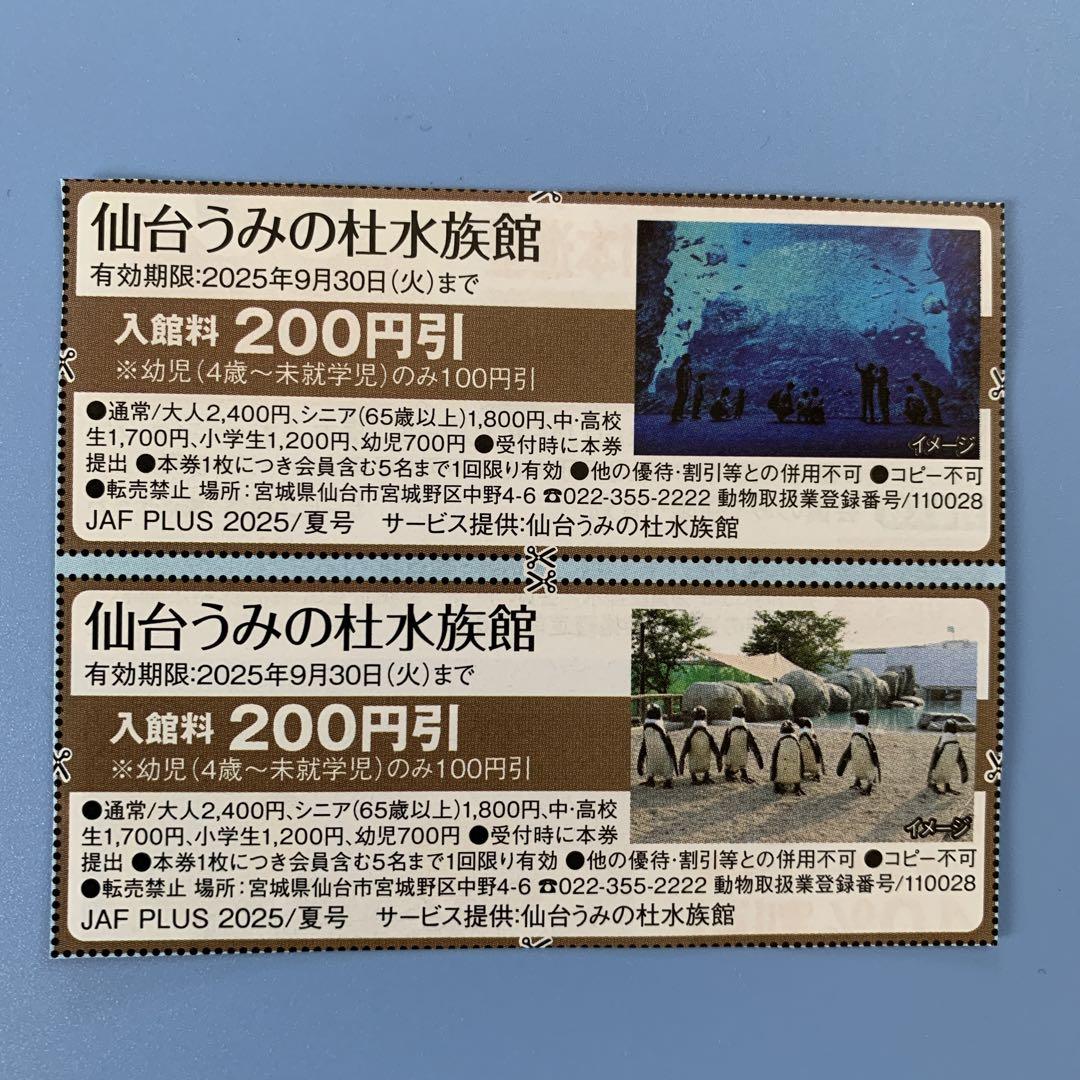 仙台うみの杜水族館
有効期限:2025年9月30日(火)まで
入館料 200円引
※幼児(4歳〜未就学児)のみ100円引
イメージ
●通常/大人2,400円、シニア(65歳以上)1,800円、中・高校
生1,700円、小学生1,200円、幼児700円 ●受付時に本券
提出 ●本券1枚につき会員含む5名まで1回限り有効 ●他の優待・割引等との併用不可 ●コピー不可
●転売禁止 場所：宮城県仙台市宮城野区中野4-6 ☎022-355-2222 動物取扱業登録番号/110028
JAF PLUS 2025/夏号 サービス提供:仙台うみの杜水族館
仙台うみの杜水族館
有効期限:2025年9月30日(火)まで
入館料 200円引
※幼児(4歳〜未就学児)のみ100円引
イメージ
●通常/大人2,400円、シニア(65歳以上)1,800円、中・高校
生1,700円、小学生1,200円、幼児700円 ●受付時に本券
提出 ●本券1枚につき会員含む5名まで1回限り有効 ●他の優待・割引等との併用不可 ●コピー不可
●転売禁止 場所：宮城県仙台市宮城野区中野4-6 ☎022-355-2222 動物取扱業登録番号/110028
JAF PLUS 2025/夏号 サービス提供:仙台うみの杜水族館